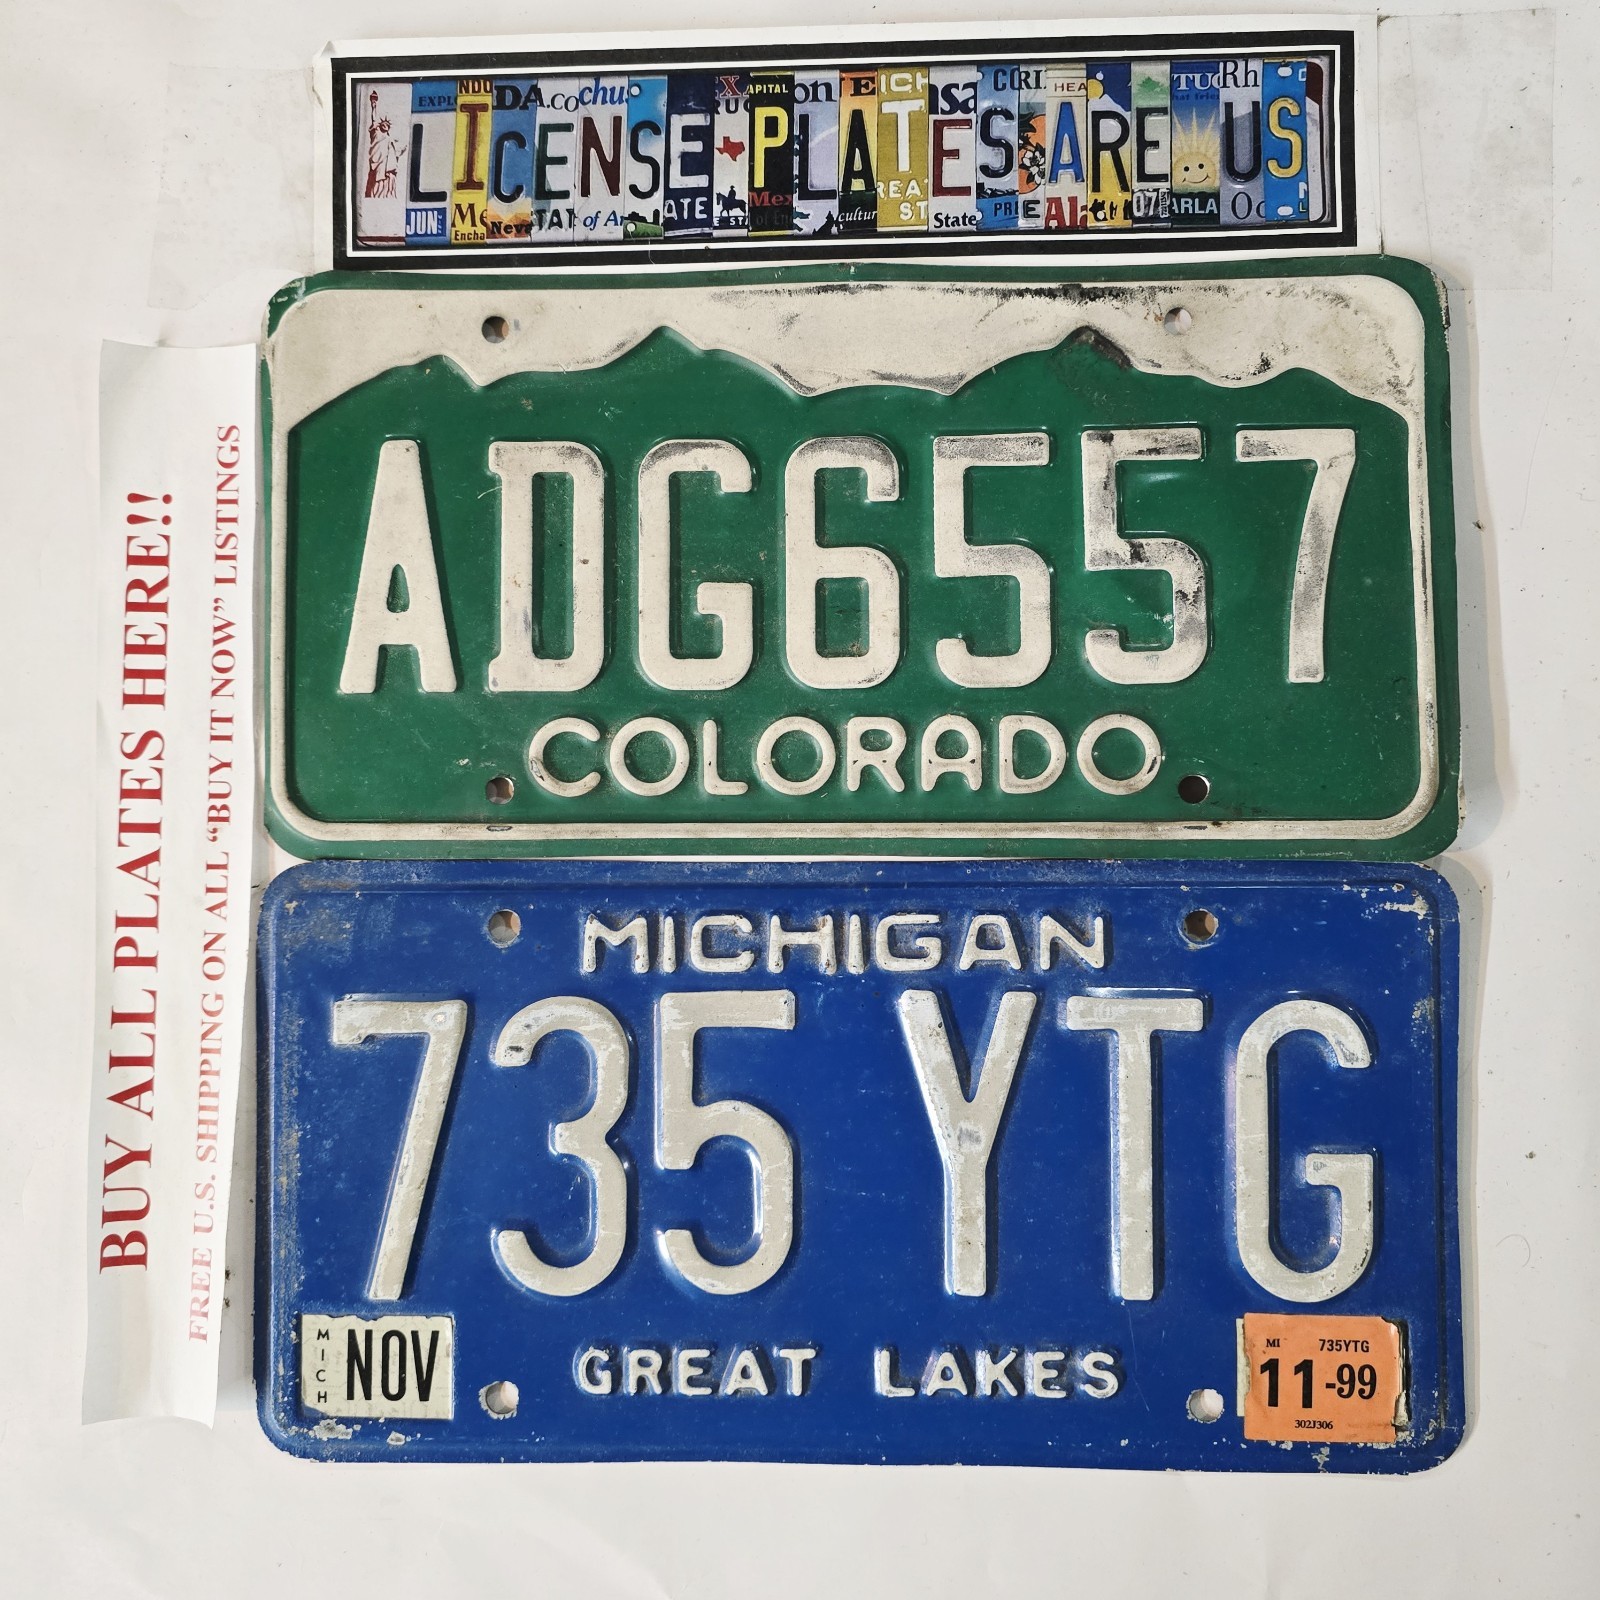 LICENSE PLATES ARE US
BUY ALL PLATES HERE!!
FREE U.S. SHIPPING ON ALL “BUY IT NOW” LISTINGS
ADG6557
COLORADO
MICHIGAN
735 YTG
MICH NOV
GREAT LAKES
MI 735YTG
11-99
302J306